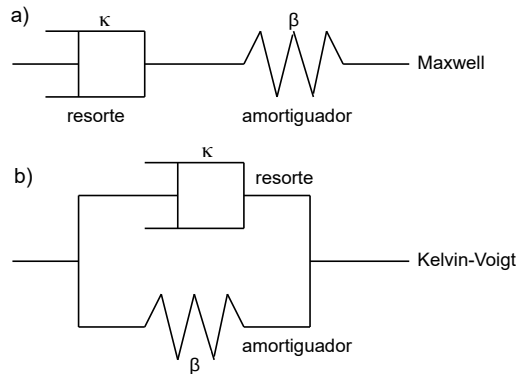 a)
κ
β
Maxwell
resorte
amortiguador
b)
κ
resorte
Kelvin-Voigt
amortiguador
β